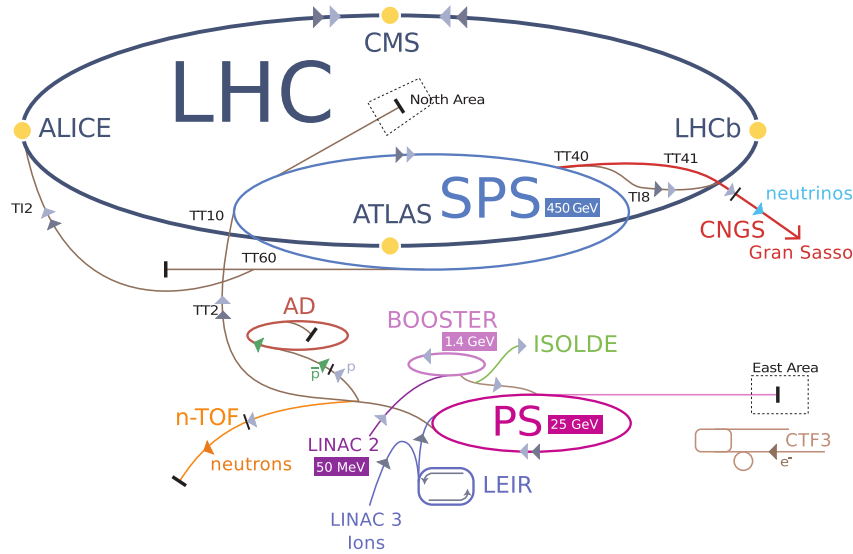 CMS
LHC
North Area
ALICE
LHCb
TT40
TT41
SPS
450 GeV
TI8
neutrinos
TI2
TT10
ATLAS
CNGS
Gran Sasso
TT60
TT2
AD
BOOSTER
1.4 GeV
ISOLDE
p
p
East Area
n-TOF
PS
25 GeV
LINAC 2
50 MeV
neutrons
CTF3
e-
LEIR
LINAC 3
Ions